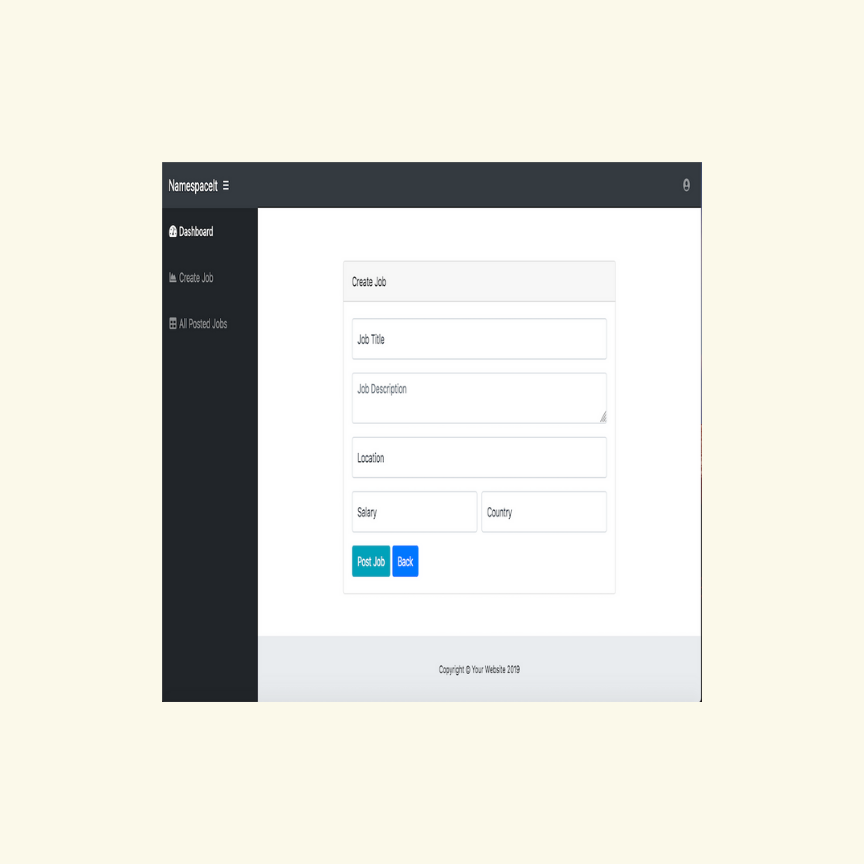 NamespaceIt
Dashboard
Create Job
All Posted Jobs
Create Job
Job Title
Job Description
Location
Salary Country
Post Job Back
Copyright © Your Website 2019